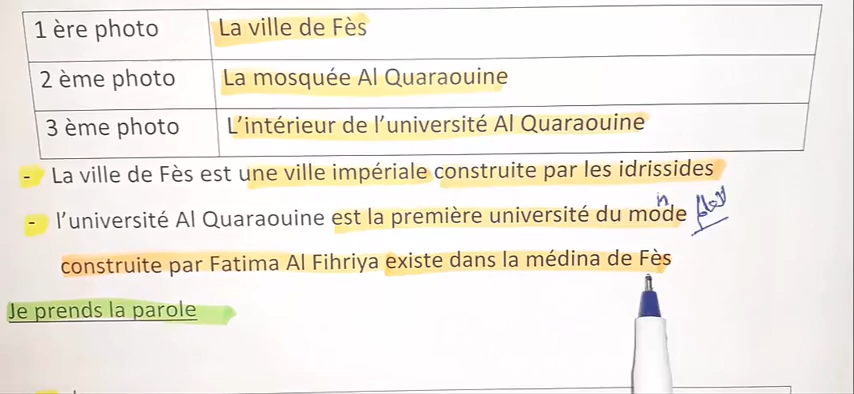 1 ère photo La ville de Fès
2 ème photo La mosquée Al Quaraouine
3 ème photo L'intérieur de l'université Al Quaraouine
- La ville de Fès est une ville impériale construite par les idrissides
- l'université Al Quaraouine est la première université du monde
construite par Fatima Al Fihriya existe dans la médina de Fès
Je prends la parole